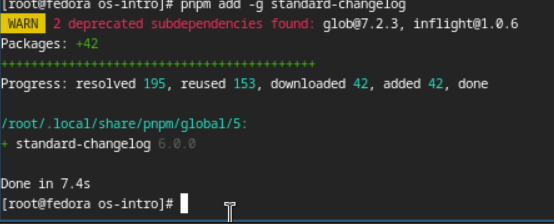 [root@fedora os-intro]# pnpm add -g standard-changelog
WARN 2 deprecated subdependencies found: glob@7.2.3, inflight@1.0.6
Packages: +42
++++++++++++++++++++++++++++++++++++++++++
Progress: resolved 195, reused 153, downloaded 42, added 42, done
/root/.local/share/pnpm/global/5:
+ standard-changelog 6.0.0
Done in 7.4s
[root@fedora os-intro]#